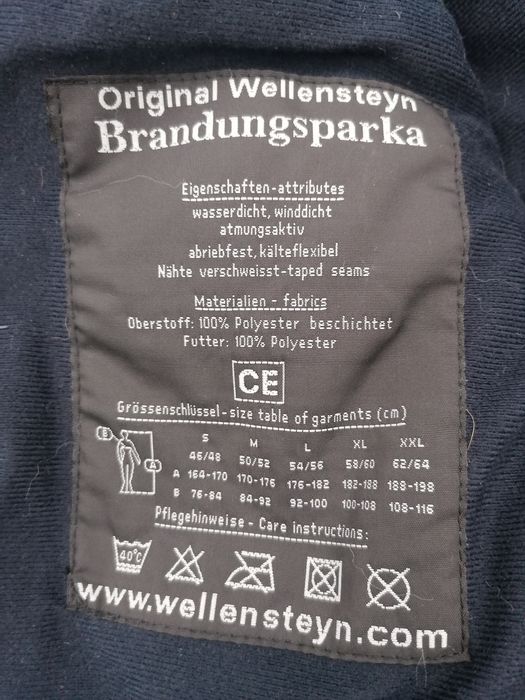 Original Wellensteyn
Brandungsparka
Eigenschaften-attributes
wasserdicht, winddicht
atmungsaktiv
abriebfest, kälteflexibel
Nähte verschweisst-taped seams
Materialien - fabrics
Oberstoff: 100% Polyester beschichtet
Futter: 100% Polyester
CE
Grössenschlüssel-size table of garments (cm)
S M L XL XXL
46/48 50/52 54/56 58/60 62/64
A 164-170 170-176 176-182 182-188 188-198
B 76-84 84-92 92-100 100-108 108-116
B
A
Pflegehinweise - Care instructions:
40°C
www.wellensteyn.com